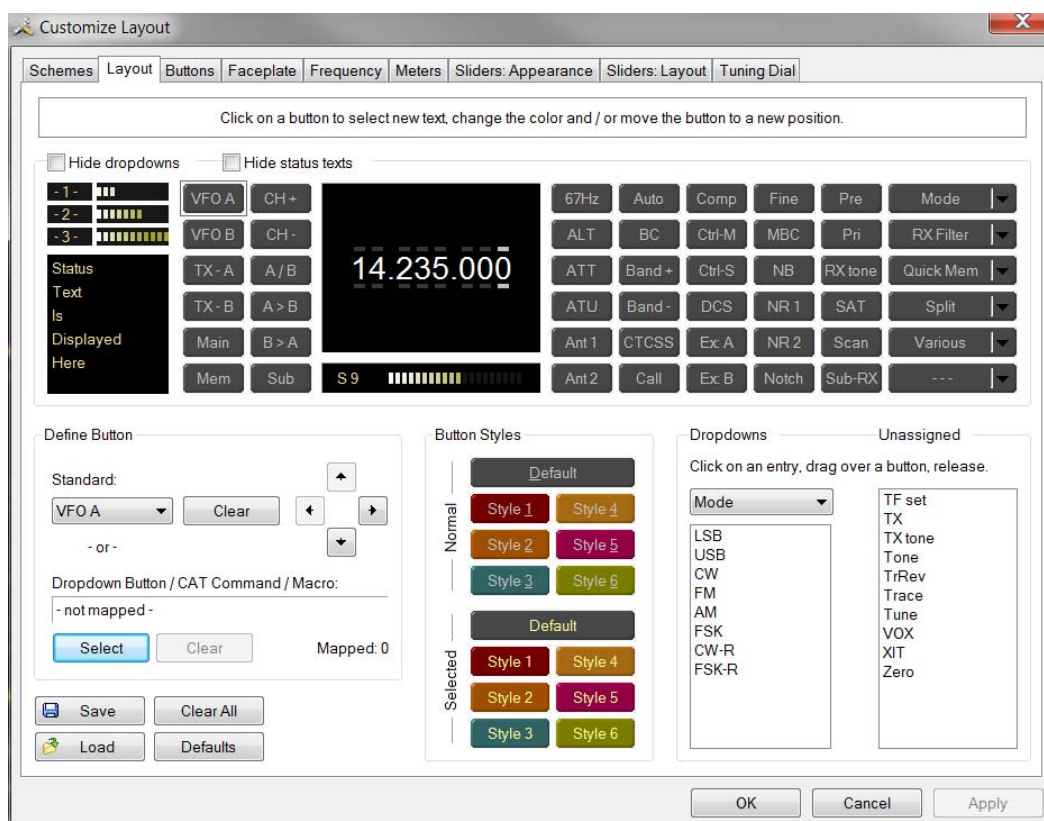 Customize Layout
X
Schemes Layout Buttons Faceplate Frequency Meters Sliders: Appearance Sliders: Layout Tuning Dial
Click on a button to select new text, change the color and / or move the button to a new position.
Hide dropdowns Hide status texts
- 1 - VFO A CH + 67Hz Auto Comp Fine Pre Mode
- 2 -
- 3 - VFO B CH - ALT BC Ctrl-M MBC Pri RX Filter
Status TX - A A / B 14.235.000 ATT Band + Ctrl-S NB RX tone Quick Mem
Text
Is TX - B A > B ATU Band - DCS NR 1 SAT Split
Displayed Main B > A Ant 1 CTCSS Ex: A NR 2 Scan Various
Here
Mem Sub S 9 Ant 2 Call Ex: B Notch Sub-RX - - -
Define Button
Standard:
VFO A Clear
- or -
Dropdown Button / CAT Command / Macro:
- not mapped -
Select Clear Mapped: 0
Save Clear All
Load Defaults
Button Styles
Normal
Default
Style 1 Style 4
Style 2 Style 5
Style 3 Style 6
Selected
Default
Style 1 Style 4
Style 2 Style 5
Style 3 Style 6
Dropdowns Unassigned
Click on an entry, drag over a button, release.
Mode
LSB
USB
CW
FM
AM
FSK
CW-R
FSK-R
TF set
TX
TX tone
Tone
TrRev
Trace
Tune
VOX
XIT
Zero
OK Cancel Apply